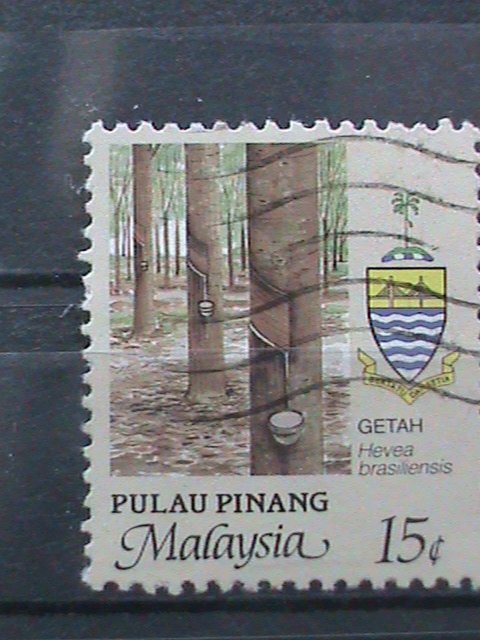 GETAH
Hevea
brasiliensis
PULAU PINANG
Malaysia
15¢